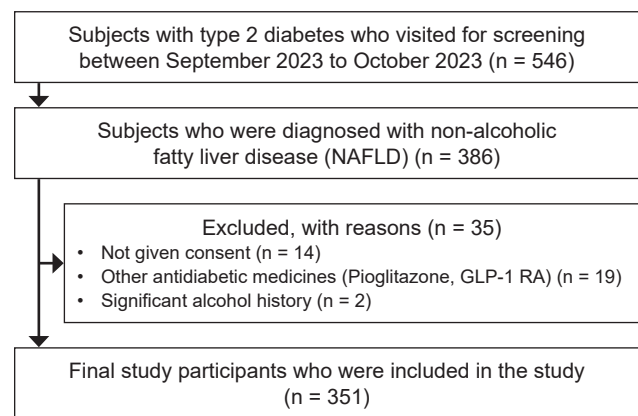 Subjects with type 2 diabetes who visited for screening
between September 2023 to October 2023 (n = 546)
Subjects who were diagnosed with non-alcoholic
fatty liver disease (NAFLD) (n = 386)
Excluded, with reasons (n = 35)
• Not given consent (n = 14)
• Other antidiabetic medicines (Pioglitazone, GLP-1 RA) (n = 19)
• Significant alcohol history (n = 2)
Final study participants who were included in the study
(n = 351)